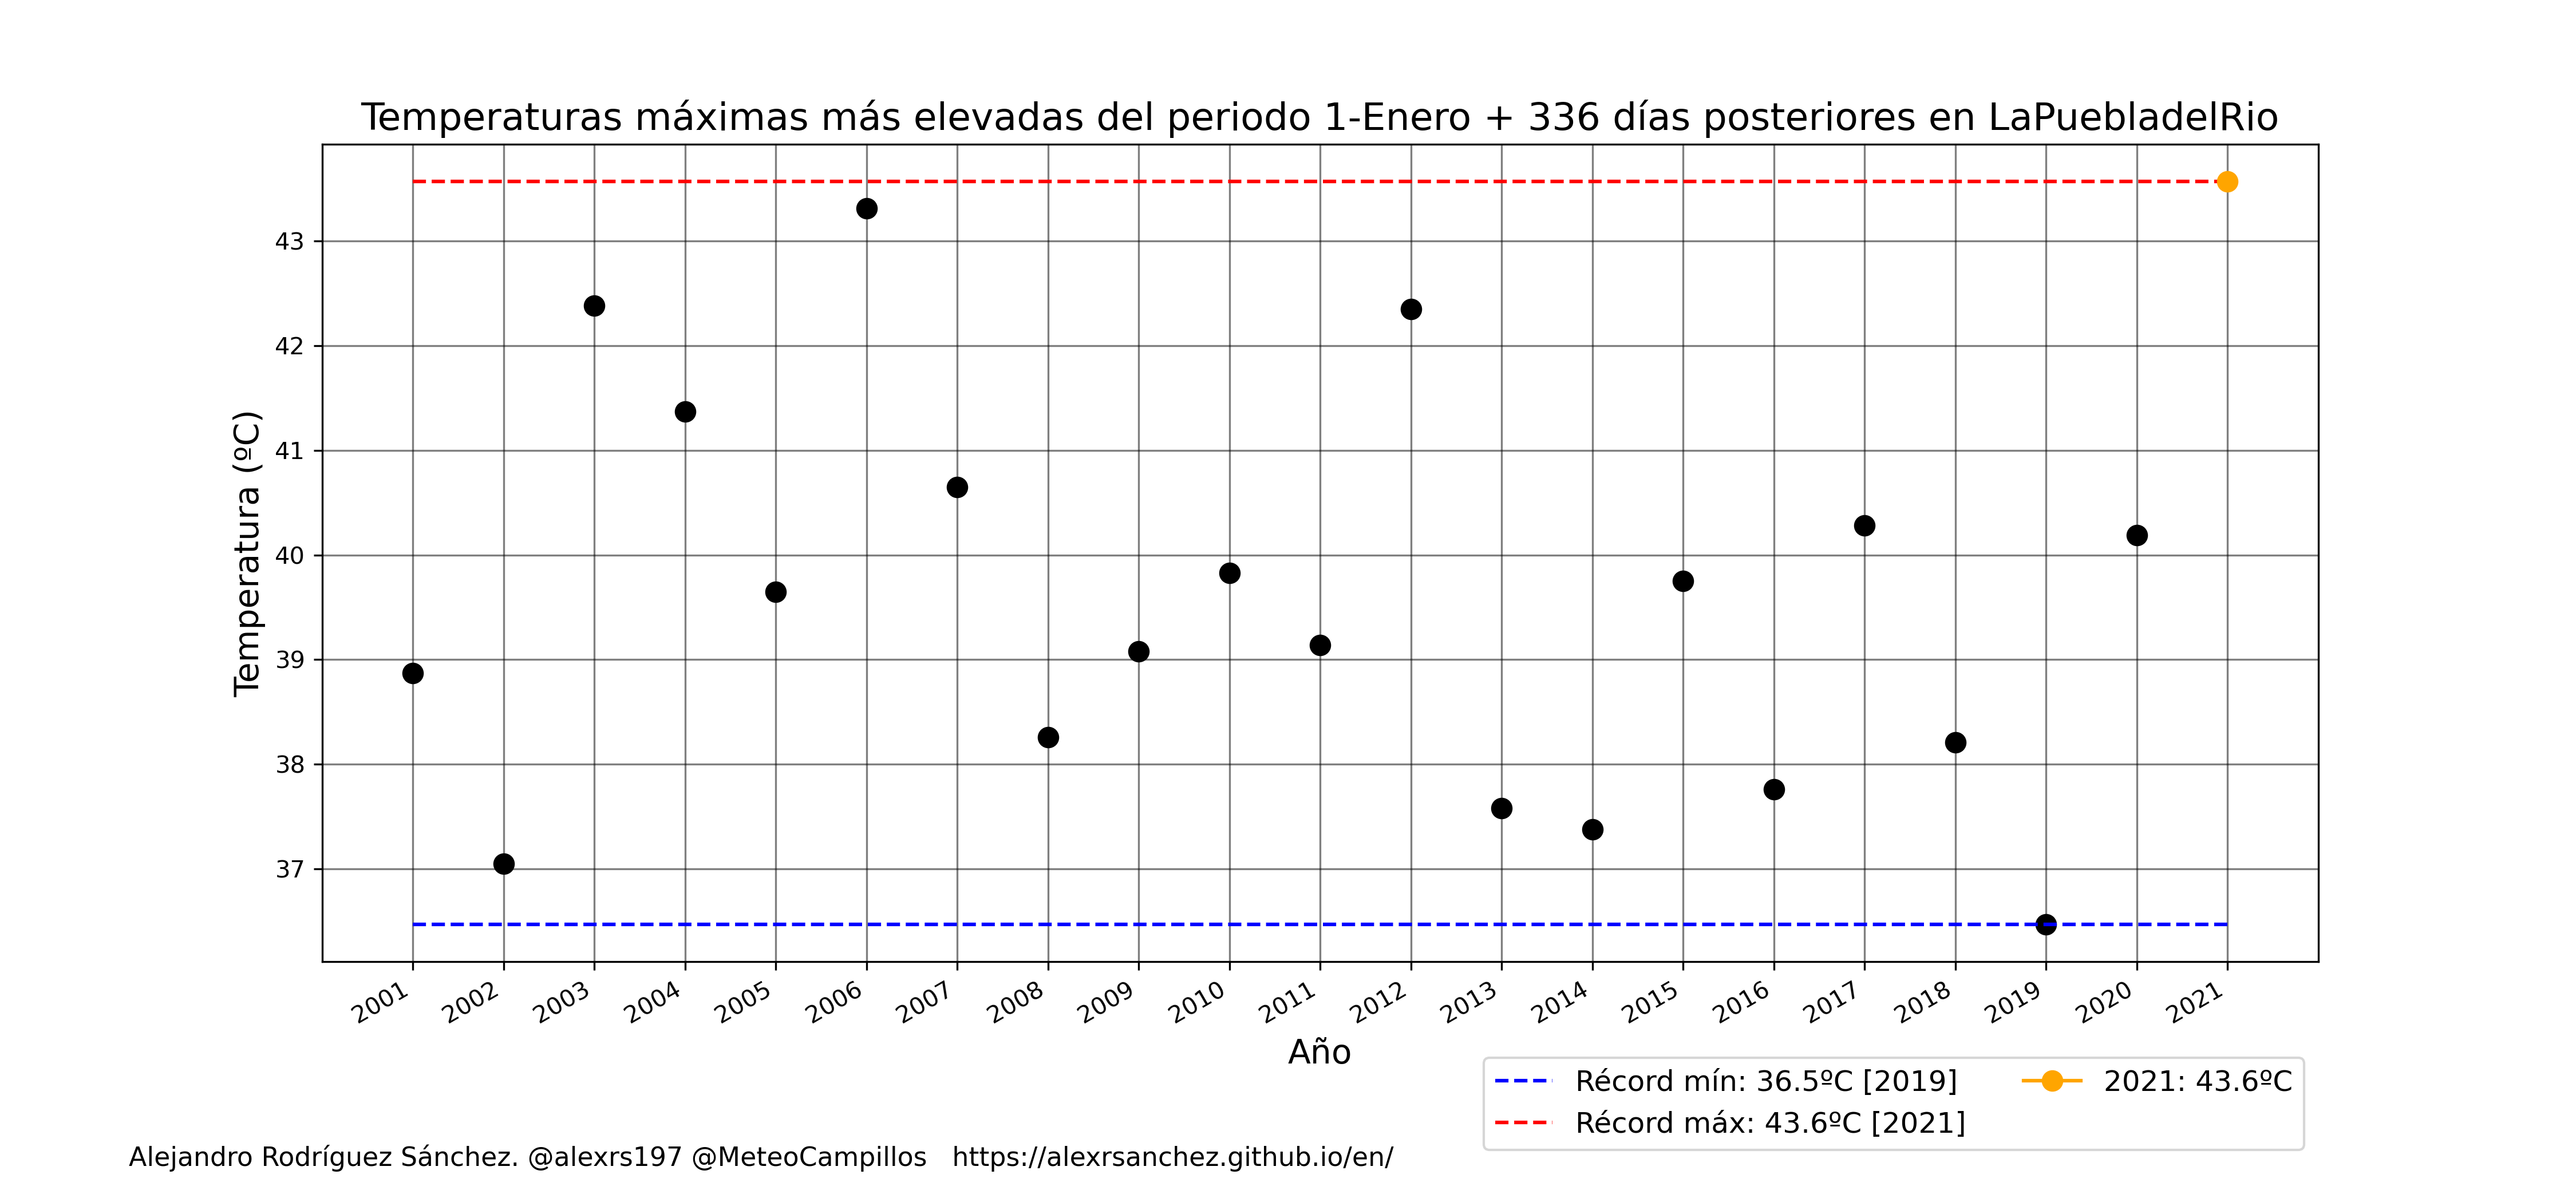 Temperaturas máximas más elevadas del periodo 1-Enero + 336 días posteriores en LaPuebladelRio
Temperatura (ºC)
43
42
41
40
39
38
37
2001 2002 2003 2004 2005 2006 2007 2008 2009 2010 2011 2012 2013 2014 2015 2016 2017 2018 2019 2020 2021
Año
Récord mín: 36.5ºC [2019]
Récord máx: 43.6ºC [2021]
2021: 43.6ºC
Alejandro Rodríguez Sánchez. @alexrs197 @MeteoCampillos https://alexrsanchez.github.io/en/